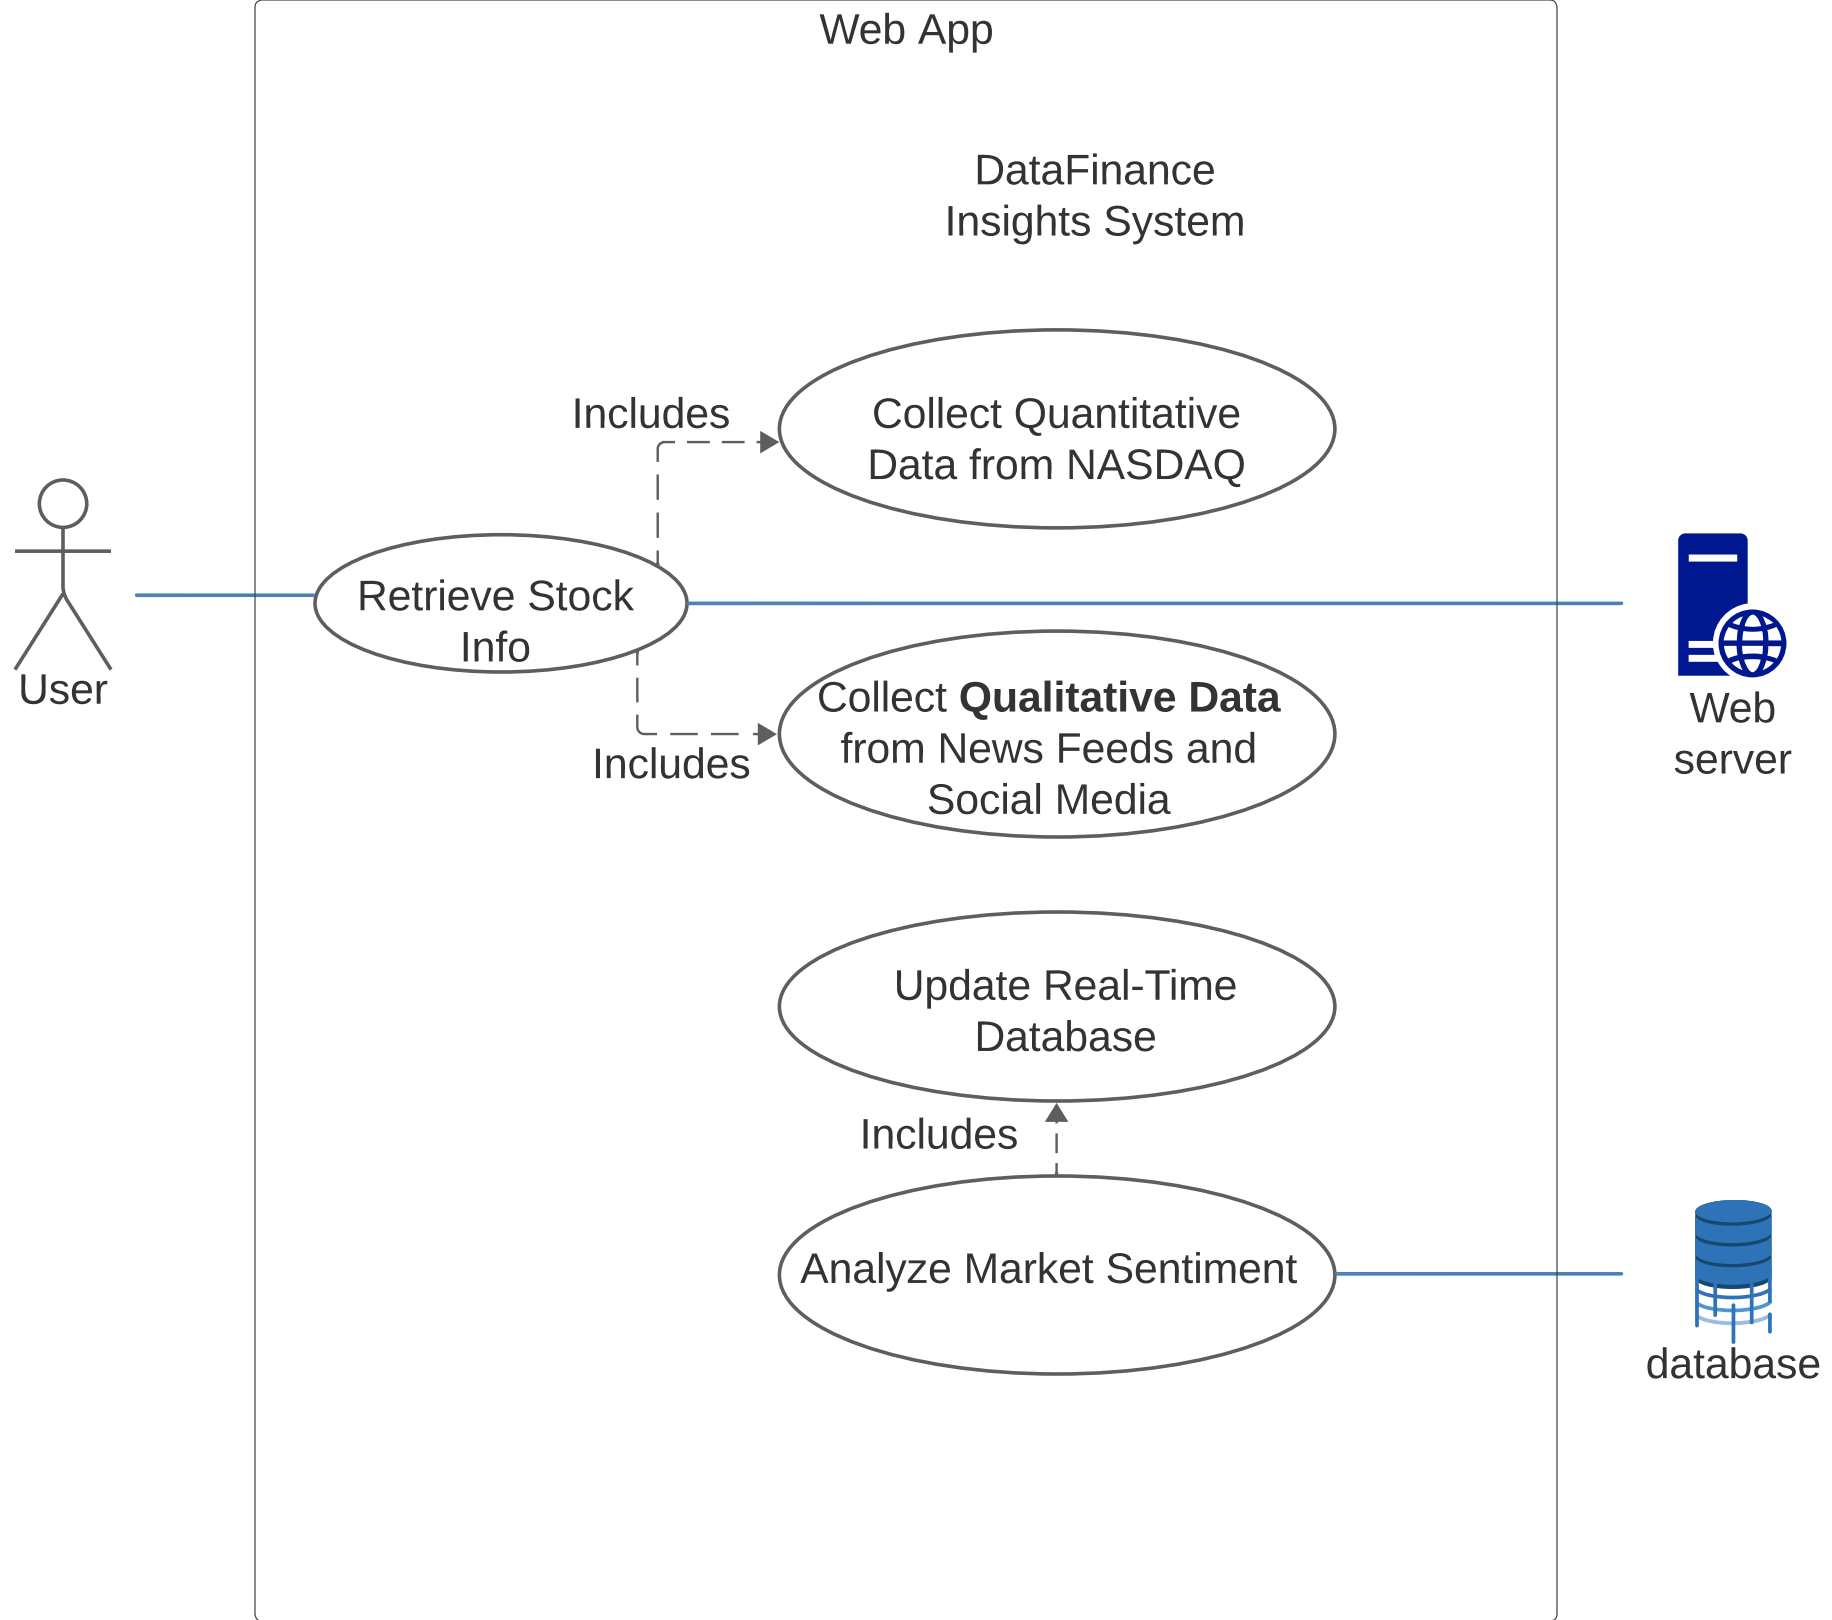 Web App
DataFinance
Insights System
Includes
Collect Quantitative
Data from NASDAQ
Retrieve Stock
Info
User
Collect Qualitative Data
from News Feeds and
Social Media
Includes
Web
server
Update Real-Time
Database
Includes
Analyze Market Sentiment
database